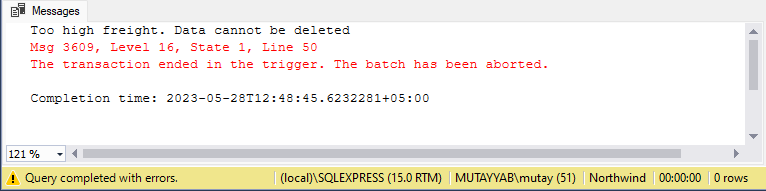 Messages
Too high freight. Data cannot be deleted
Msg 3609, Level 16, State 1, Line 50
The transaction ended in the trigger. The batch has been aborted.
Completion time: 2023-05-28T12:48:45.6232281+05:00
121 %
Query completed with errors. (local)\SQLEXPRESS (15.0 RTM) MUTAYYAB\mutay (51) Northwind 00:00:00 0 rows